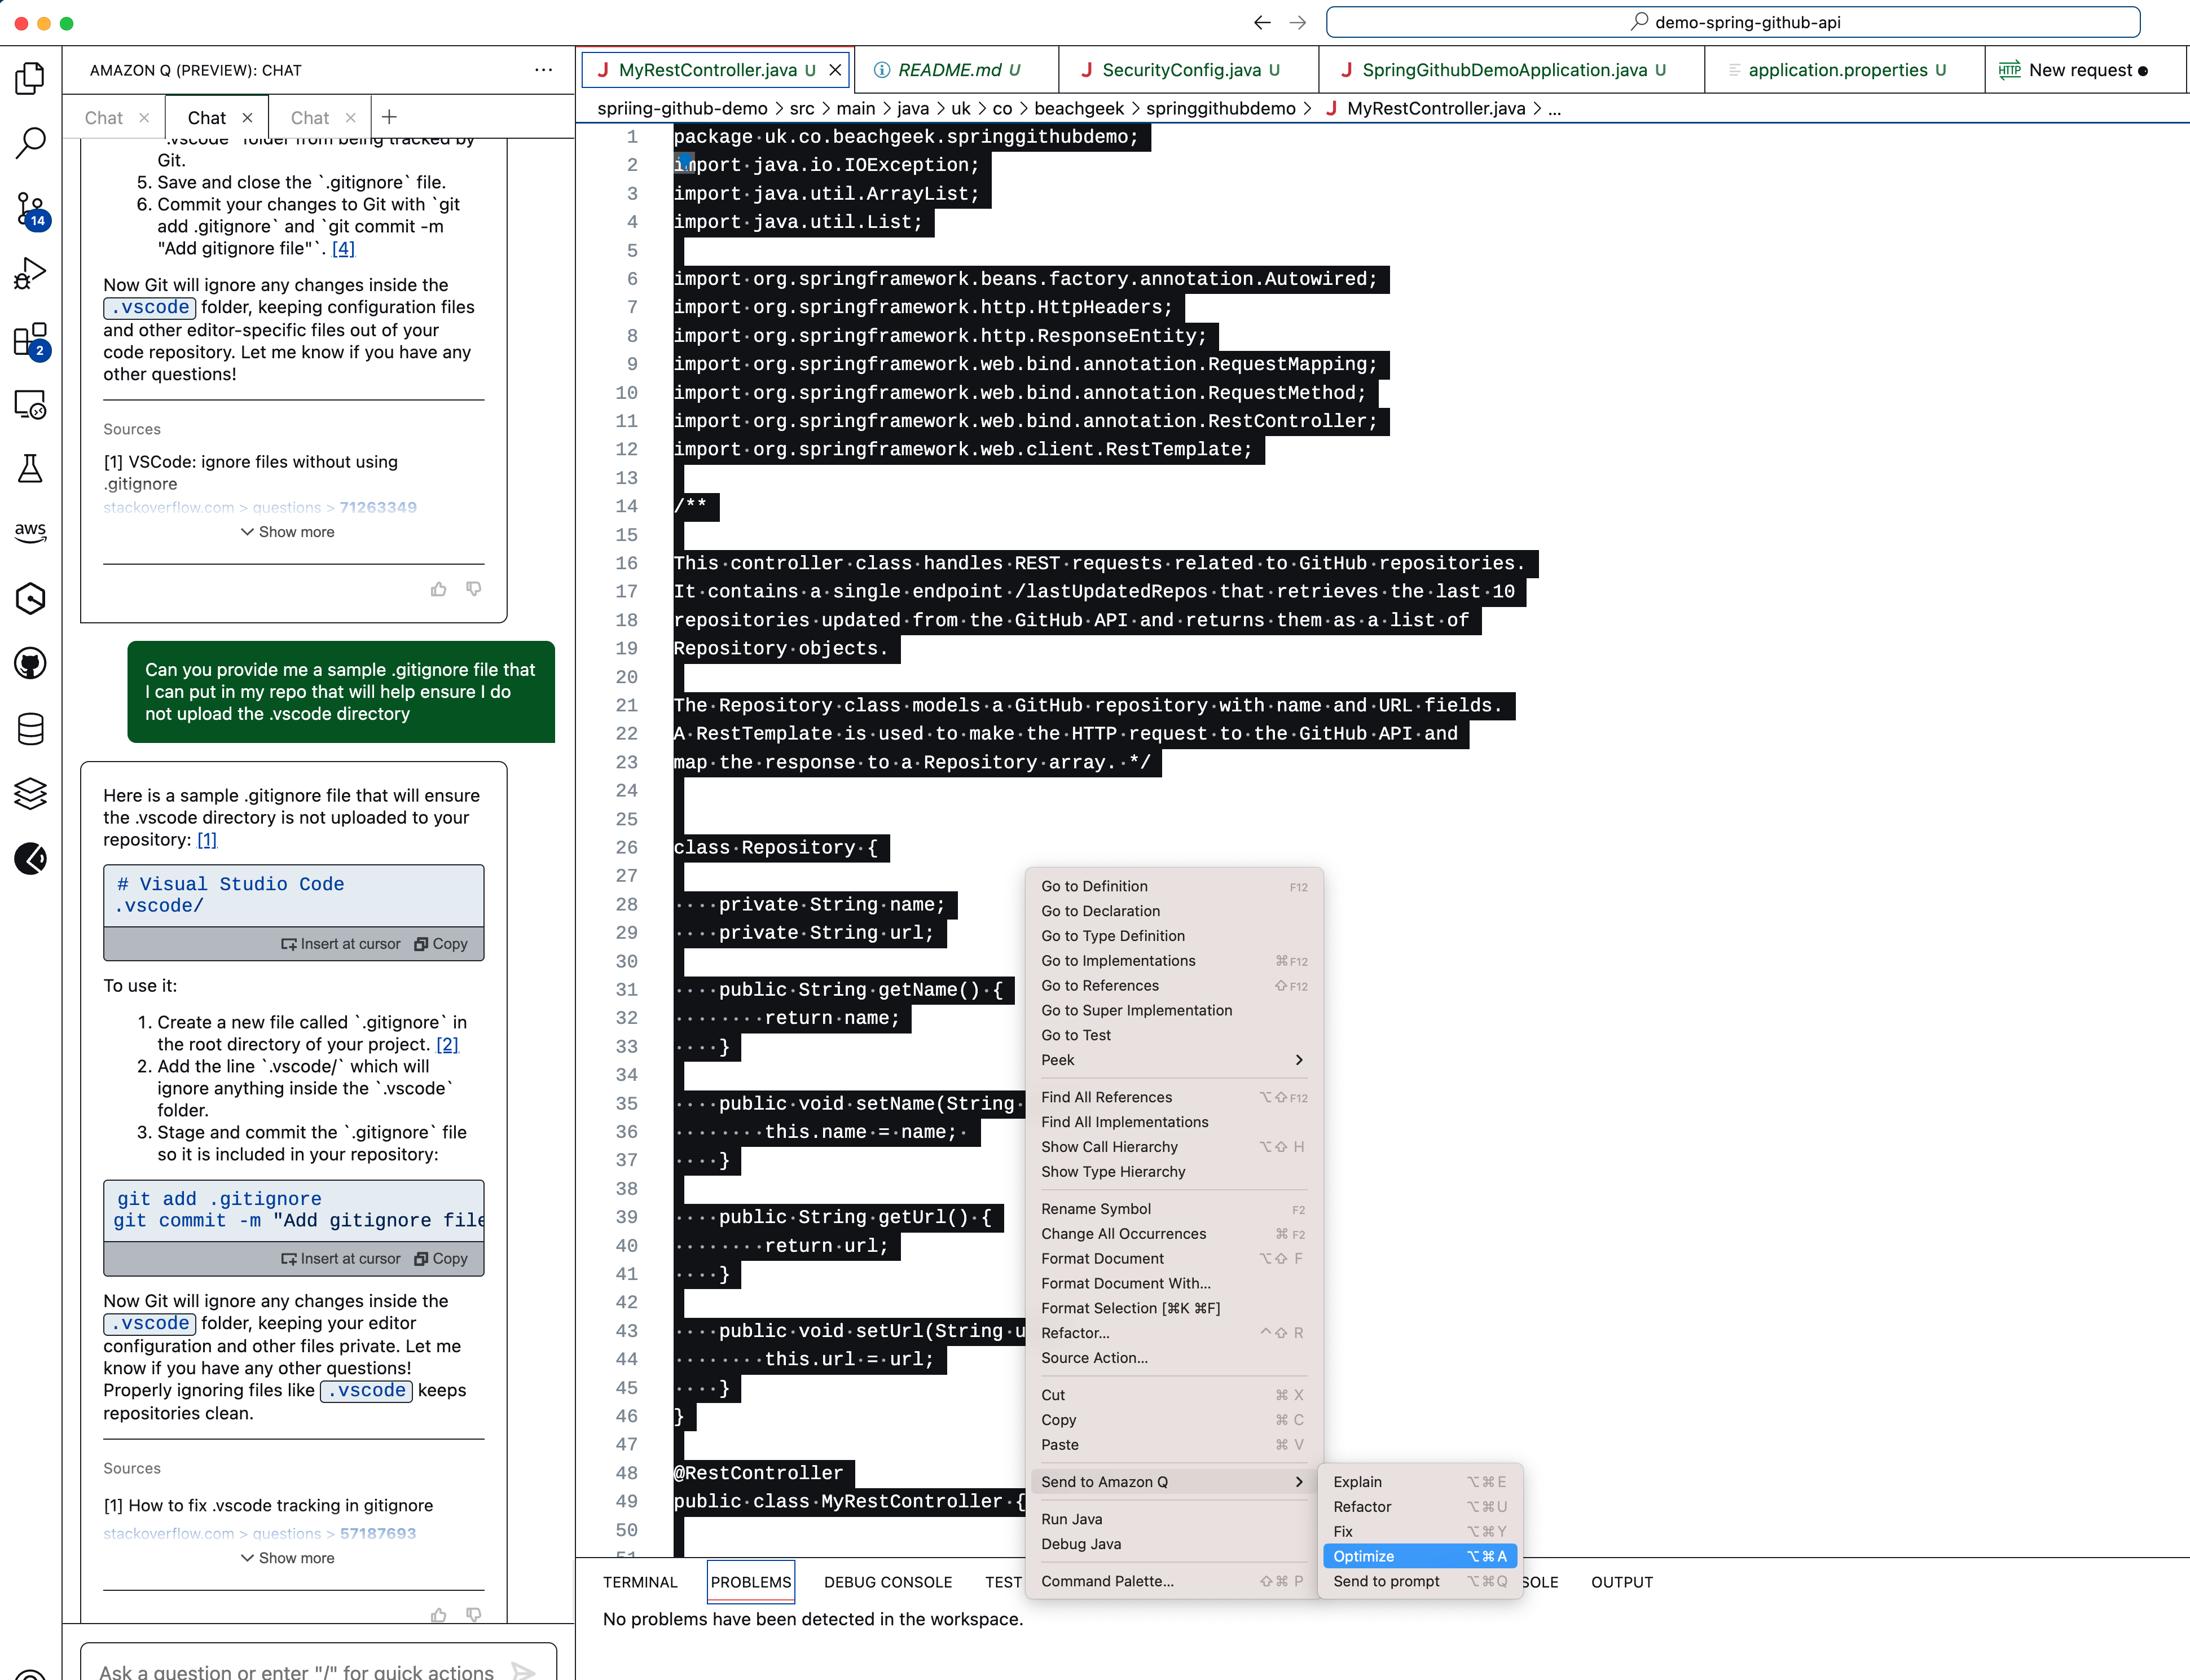 demo-spring-github-api
AMAZON Q (PREVIEW): CHAT
Chat
Chat
Chat
`.vscode` folder from being tracked by
Git.
5. Save and close the `.gitignore` file.
6. Commit your changes to Git with `git
add .gitignore` and `git commit -m
"Add gitignore file"`. [4]
Now Git will ignore any changes inside the
.vscode folder, keeping configuration files
and other editor-specific files out of your
code repository. Let me know if you have any
other questions!
Sources
[1] VSCode: ignore files without using
.gitignore
stackoverflow.com > questions > 71263349
Show more
Can you provide me a sample .gitignore file that
I can put in my repo that will help ensure I do
not upload the .vscode directory
Here is a sample .gitignore file that will ensure
the .vscode directory is not uploaded to your
repository: [1]
# Visual Studio Code
.vscode/
Insert at cursor Copy
To use it:
1. Create a new file called `.gitignore` in
the root directory of your project. [2]
2. Add the line `.vscode/` which will
ignore anything inside the `.vscode`
folder.
3. Stage and commit the `.gitignore` file
so it is included in your repository:
git add .gitignore
git commit -m "Add gitignore file
Insert at cursor Copy
Now Git will ignore any changes inside the
.vscode folder, keeping your editor
configuration and other files private. Let me
know if you have any other questions!
Properly ignoring files like .vscode keeps
repositories clean.
Sources
[1] How to fix .vscode tracking in gitignore
stackoverflow.com > questions > 57187693
Show more
Ask a question or enter "/" for quick actions
14
2
aws
J MyRestController.java U
README.md U
J SecurityConfig.java U
J SpringGithubDemoApplication.java U
application.properties U
HTTP New request
spriing-github-demo > src > main > java > uk > co > beachgeek > springgithubdemo > J MyRestController.java > ...
1 package uk.co.beachgeek.springgithubdemo;
2 import java.io.IOException;
3 import java.util.ArrayList;
4 import java.util.List;
5
6 import org.springframework.beans.factory.annotation.Autowired;
7 import org.springframework.http.HttpHeaders;
8 import org.springframework.http.ResponseEntity;
9 import org.springframework.web.bind.annotation.RequestMapping;
10 import org.springframework.web.bind.annotation.RequestMethod;
11 import org.springframework.web.bind.annotation.RestController;
12 import org.springframework.web.client.RestTemplate;
13
14 /**
15
16 This controller class handles REST requests related to GitHub repositories.
17 It contains a single endpoint /lastUpdatedRepos that retrieves the last 10
18 repositories updated from the GitHub API and returns them as a list of
19 Repository objects.
20
21 The Repository class models a GitHub repository with name and URL fields.
22 A RestTemplate is used to make the HTTP request to the GitHub API and
23 map the response to a Repository array. */
24
25
26 class Repository {
27
28 private String name;
29 private String url;
30
31 public String getName() {
32 return name;
33 }
34
35 public void setName(String
36 this.name = name;
37 }
38
39 public String getUrl() {
40 return url;
41 }
42
43 public void setUrl(String u
44 this.url = url;
45 }
46 }
47
48 @RestController
49 public class MyRestController {
50
51
Go to Definition F12
Go to Declaration
Go to Type Definition
Go to Implementations ⌘F12
Go to References ⇧F12
Go to Super Implementation
Go to Test
Peek
Find All References ⌥⇧F12
Find All Implementations
Show Call Hierarchy ⌥⇧ H
Show Type Hierarchy
Rename Symbol F2
Change All Occurrences ⌘F2
Format Document ⌥⇧ F
Format Document With...
Format Selection [⌘K ⌘F]
Refactor... ^⇧ R
Source Action...
Cut ⌘ X
Copy ⌘ C
Paste ⌘ V
Send to Amazon Q
Run Java
Debug Java
Command Palette... ⇧⌘ P
Explain ⌥⌘E
Refactor ⌥⌘U
Fix ⌥⌘Y
Optimize ⌥⌘A
Send to prompt ⌥⌘Q
TERMINAL PROBLEMS DEBUG CONSOLE TEST SOLE OUTPUT
No problems have been detected in the workspace.